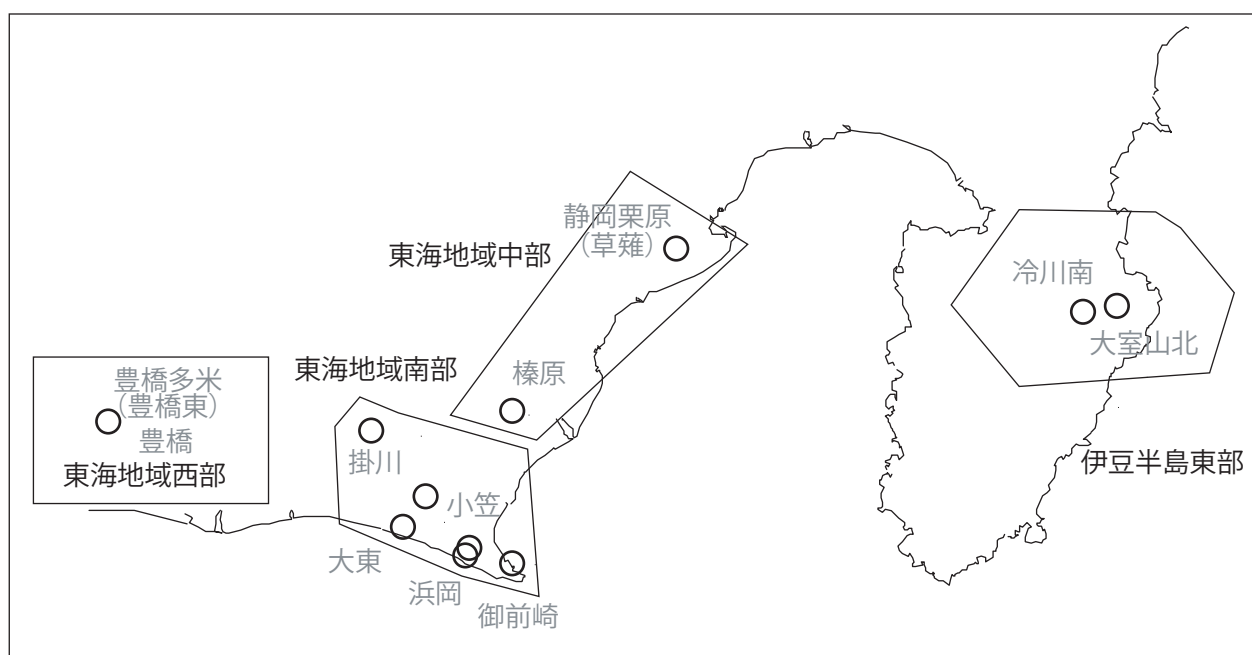 静岡栗原
（草薙）
東海地域中部
冷川南
大室山北
東海地域南部
榛原
豊橋多米
（豊橋東）
豊橋
東海地域西部
掛川
伊豆半島東部
小笠
大東
浜岡
御前崎